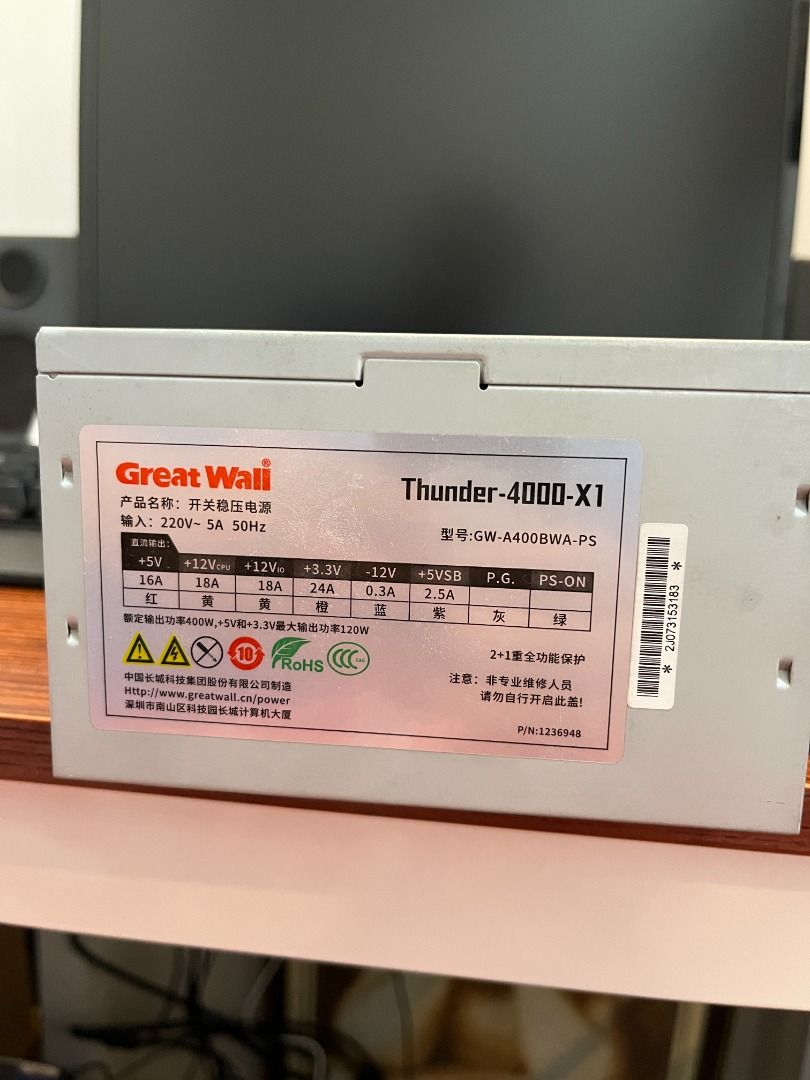 Great Wall®
Thunder-4000-X1
产品名称：开关稳压电源
输入：220V~ 5A 50Hz
型号:GW-A400BWA-PS
直流输出：
+5V +12VCPU +12VIO +3.3V -12V +5VSB P.G. PS-ON
16A 18A 18A 24A 0.3A 2.5A
红 黄 黄 橙 蓝 紫 灰 绿
额定输出功率400W,+5V和+3.3V最大输出功率120W
10 RoHS CCC
2+1重全功能保护
中国长城科技集团股份有限公司制造
Http://www.greatwall.cn/power
深圳市南山区科技园长城计算机大厦
注意：非专业维修人员
请勿自行开启此盖!
P/N:1236948
* 2J073153183 *